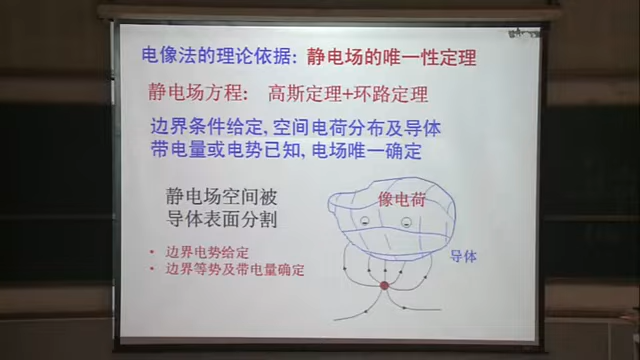 电像法的理论依据: 静电场的唯一性定理
静电场方程: 高斯定理+环路定理
边界条件给定, 空间电荷分布及导体
带电量或电势已知, 电场唯一确定
静电场空间被
导体表面分割
• 边界电势给定
• 边界等势及带电量确定
像电荷
导体